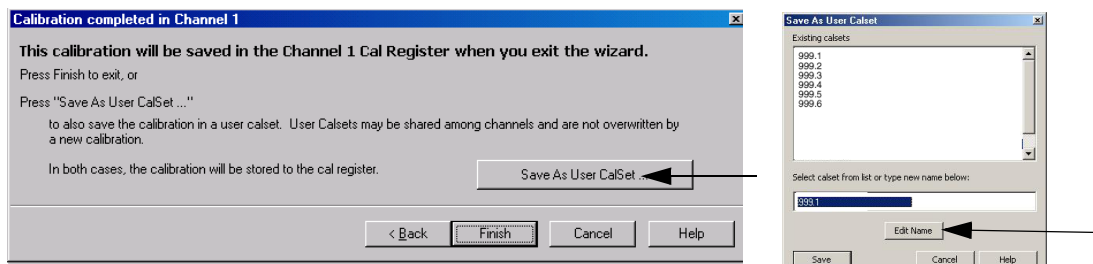 Calibration completed in Channel 1
This calibration will be saved in the Channel 1 Cal Register when you exit the wizard.
Press Finish to exit, or
Press "Save As User CalSet ..."
to also save the calibration in a user calset. User Calsets may be shared among channels and are not overwritten by
a new calibration.
In both cases, the calibration will be stored to the cal register.
Save As User CalSet ...
< Back
Finish
Cancel
Help
Save As User Calset
Existing calsets
999.1
999.2
999.3
999.4
999.5
999.6
Select calset from list or type new name below:
999.1
Edit Name
Save
Cancel
Help